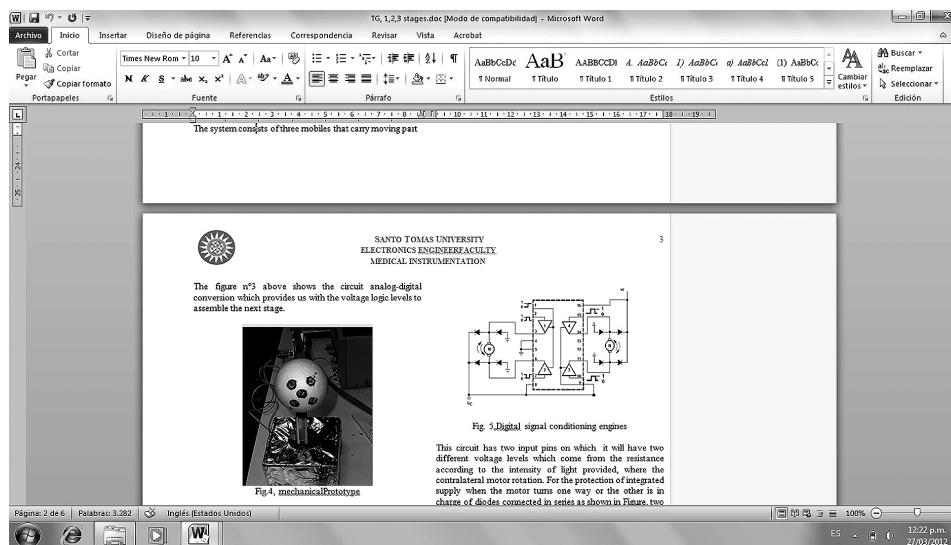 TG, 1,2,3 stages.doc [Modo de compatibilidad] - Microsoft Word
Archivo Inicio Insertar Diseño de página Referencias Correspondencia Revisar Vista Acrobat
Cortar
Copiar
Copiar formato
Pegar
Portapapeles
Times New Rom 10
N K S abc x₂ x² A
Fuente
Párrafo
AaBbCcDc AaB AABBCCDI A. AaBbC 1) AaBbC a) AaBbCcl (1) AaBbCc
¶ Normal ¶ Título ¶ Título 1 ¶ Título 2 ¶ Título 3 ¶ Título 4 ¶ Título 5
Cambiar estilos
Estilos
Buscar
Reemplazar
Seleccionar
Edición
The system consists of three mobiles that carry moving part
SANTO TOMAS UNIVERSITY
ELECTRONICS ENGINEERFACULTY
MEDICAL INSTRUMENTATION
3
The figure n°3 above shows the circuit analog-digital
conversion which provides us with the voltage logic levels to
assemble the next stage.
Fig.4, mechanicalPrototype
Fig. 5,Digital signal conditioning engines
This circuit has two input pins on which it will have two
different voltage levels which come from the resistance
according to the intensity of light provided, where the
contralateral motor rotation. For the protection of integrated
supply when the motor turns one way or the other is in
charge of diodes connected in series as shown in Figure, two
Página: 2 de 6 Palabras: 3.282 Inglés (Estados Unidos) 100%
ES 12:22 p.m.
27/03/2012